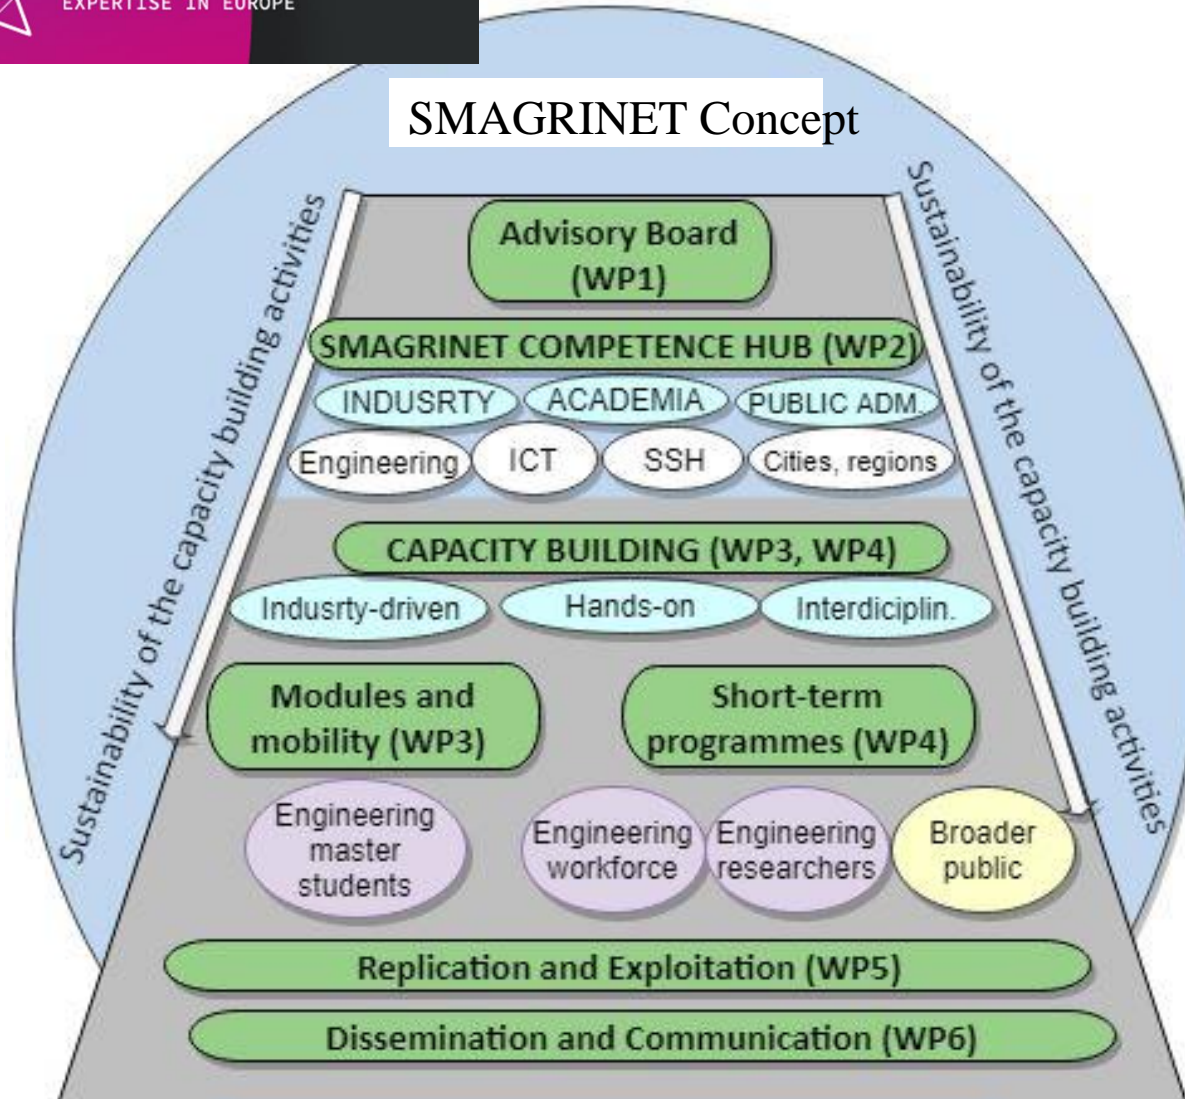 EXPERTISE IN EUROPE
SMAGRINET Concept
Sustainability of the capacity building activities
Sustainability of the capacity building activities
Advisory Board
(WP1)
SMAGRINET COMPETENCE HUB (WP2)
INDUSRTY ACADEMIA PUBLIC ADM.
Engineering ICT SSH Cities, regions
CAPACITY BUILDING (WP3, WP4)
Indusrty-driven Hands-on Interdiciplin.
Modules and
mobility (WP3)
Short-term
programmes (WP4)
Engineering
master
students
Engineering
workforce
Engineering
researchers
Broader
public
Replication and Exploitation (WP5)
Dissemination and Communication (WP6)